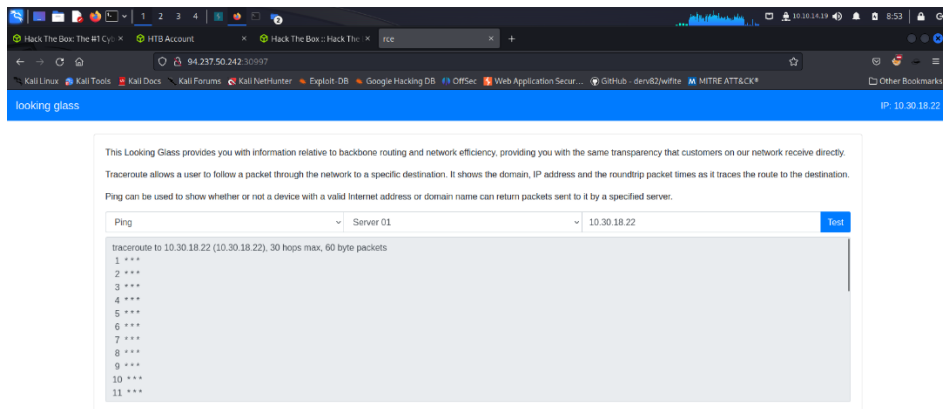 1 2 3 4
10.10.14.19
8:53
Hack The Box: The #1 Cyb
HTB Account
Hack The Box :: Hack The
rce
94.237.50.242:30997
Kali Linux Kali Tools Kali Docs Kali Forums Kali NetHunter Exploit-DB Google Hacking DB OffSec Web Application Secur... GitHub - derv82/wifite MITRE ATT&CK® Other Bookmarks
looking glass
IP: 10.30.18.22
This Looking Glass provides you with information relative to backbone routing and network efficiency, providing you with the same transparency that customers on our network receive directly.
Traceroute allows a user to follow a packet through the network to a specific destination. It shows the domain, IP address and the roundtrip packet times as it traces the route to the destination.
Ping can be used to show whether or not a device with a valid Internet address or domain name can return packets sent to it by a specified server.
Ping Server 01 10.30.18.22 Test
traceroute to 10.30.18.22 (10.30.18.22), 30 hops max, 60 byte packets
1 * * *
2 * * *
3 * * *
4 * * *
5 * * *
6 * * *
7 * * *
8 * * *
9 * * *
10 * * *
11 * * *